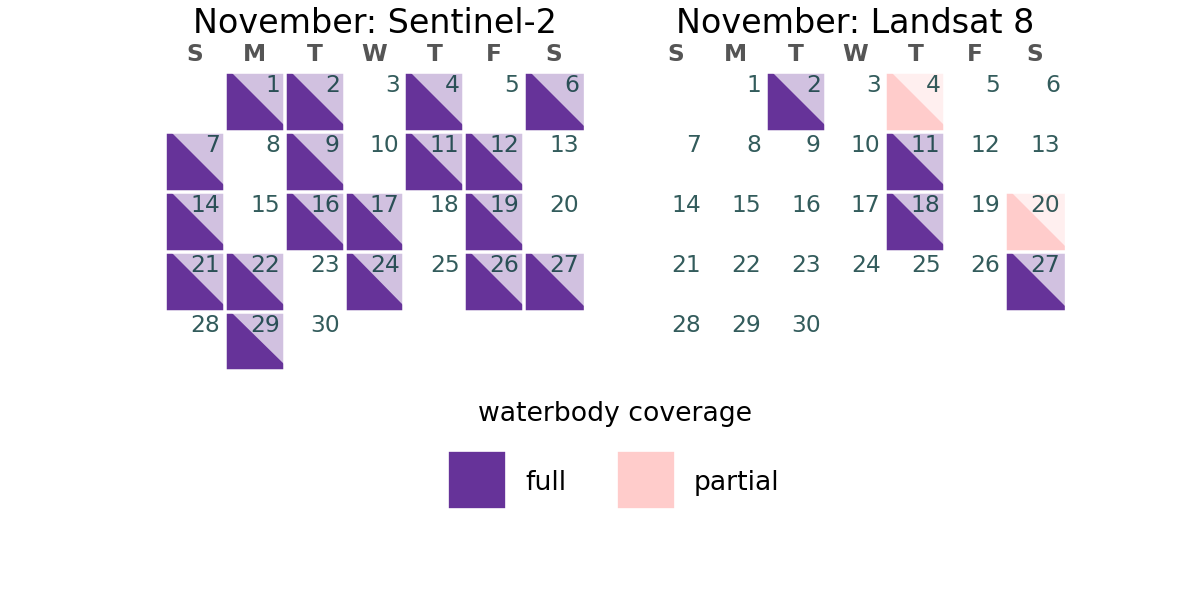 November: Sentinel-2
S M T W T F S
1 2 3 4 5 6
7 8 9 10 11 12 13
14 15 16 17 18 19 20
21 22 23 24 25 26 27
28 29 30
November: Landsat 8
S M T W T F S
1 2 3 4 5 6
7 8 9 10 11 12 13
14 15 16 17 18 19 20
21 22 23 24 25 26 27
28 29 30
waterbody coverage
full partial